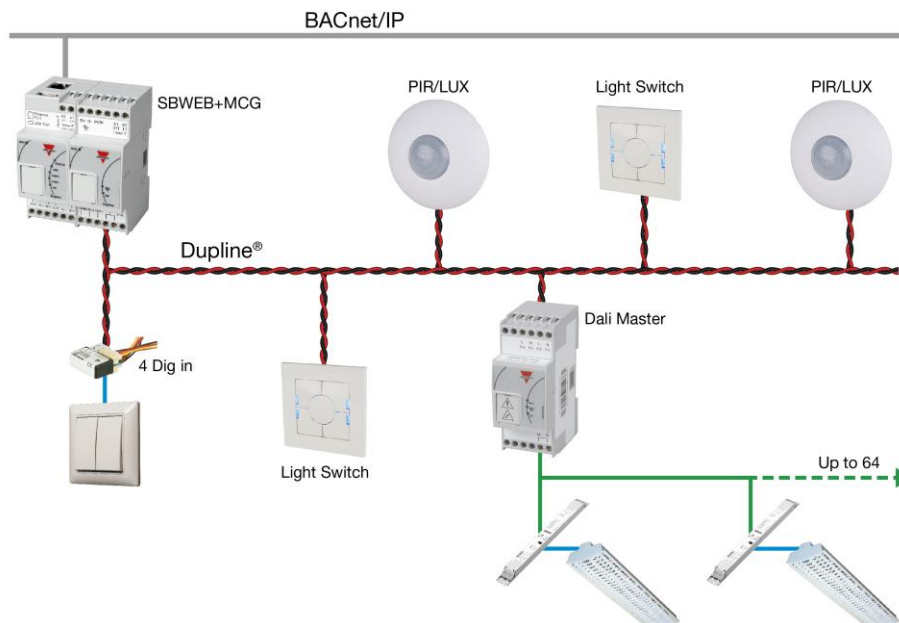 BACnet/IP
SBWEB+MCG
PIR/LUX
Light Switch
PIR/LUX
Dupline®
Dali Master
4 Dig in
Light Switch
Up to 64